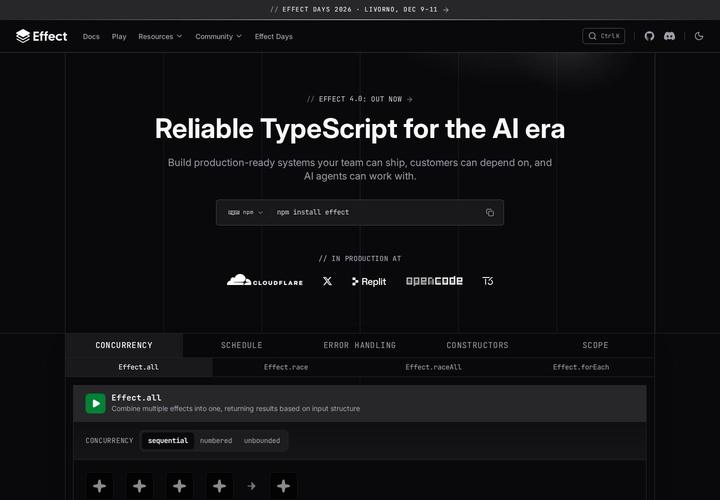 // EFFECT DAYS 2026 · LIVORNO, DEC 9–11 →
Effect Docs Play Resources Community Effect Days Ctrl K
// EFFECT 4.0: OUT NOW →
Reliable TypeScript for the AI era
Build production-ready systems your team can ship, customers can depend on, and
AI agents can work with.
npm npm install effect
// IN PRODUCTION AT
CLOUDFLARE X Replit opencode T3
CONCURRENCY SCHEDULE ERROR HANDLING CONSTRUCTORS SCOPE
Effect.all Effect.race Effect.raceAll Effect.forEach
Effect.all
Combine multiple effects into one, returning results based on input structure
CONCURRENCY sequential numbered unbounded